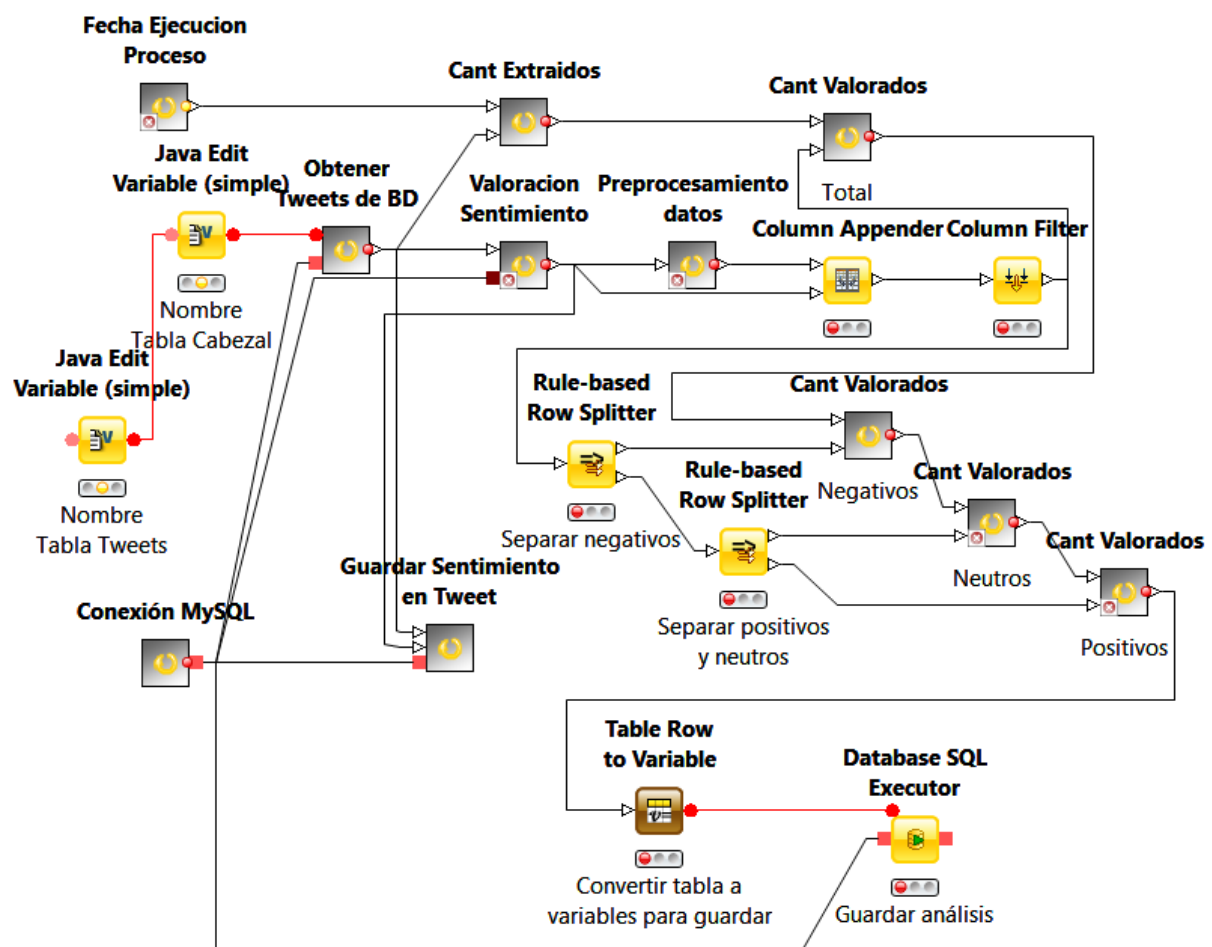 Fecha Ejecucion
Proceso
Cant Extraidos
Cant Valorados
Total
Java Edit
Variable (simple)
Nombre
Tabla Cabezal
Obtener
Tweets de BD
Valoracion
Sentimiento
Preprocesamiento
datos
Column Appender
Column Filter
Java Edit
Variable (simple)
Nombre
Tabla Tweets
Rule-based
Row Splitter
Separar negativos
Cant Valorados
Negativos
Rule-based
Row Splitter
Separar positivos
y neutros
Cant Valorados
Neutros
Cant Valorados
Positivos
Guardar Sentimiento
en Tweet
Conexión MySQL
Table Row
to Variable
Convertir tabla a
variables para guardar
Database SQL
Executor
Guardar análisis